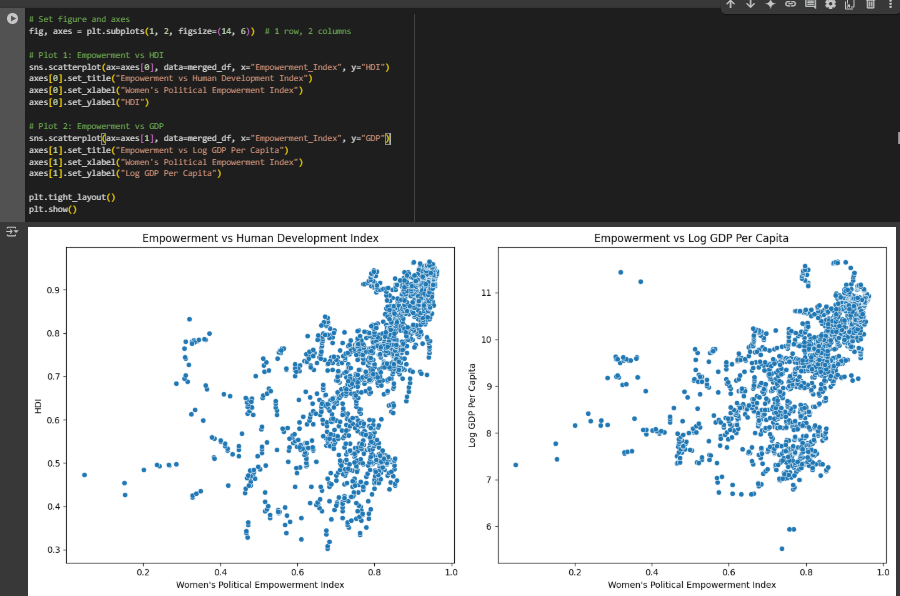 # Set figure and axes
fig, axes = plt.subplots(1, 2, figsize=(14, 6))  # 1 row, 2 columns
# Plot 1: Empowerment vs HDI
sns.scatterplot(ax=axes[0], data=merged_df, x="Empowerment_Index", y="HDI")
axes[0].set_title("Empowerment vs Human Development Index")
axes[0].set_xlabel("Women's Political Empowerment Index")
axes[0].set_ylabel("HDI")
# Plot 2: Empowerment vs GDP
sns.scatterplot(ax=axes[1], data=merged_df, x="Empowerment_Index", y="GDP")
axes[1].set_title("Empowerment vs Log GDP Per Capita")
axes[1].set_xlabel("Women's Political Empowerment Index")
axes[1].set_ylabel("Log GDP Per Capita")
plt.tight_layout()
plt.show()
Empowerment vs Human Development Index
0.9
0.8
0.7
0.6
0.5
0.4
0.3
HDI
0.2 0.4 0.6 0.8 1.0
Women's Political Empowerment Index
Empowerment vs Log GDP Per Capita
11
10
9
8
7
6
Log GDP Per Capita
0.2 0.4 0.6 0.8 1.0
Women's Political Empowerment Index